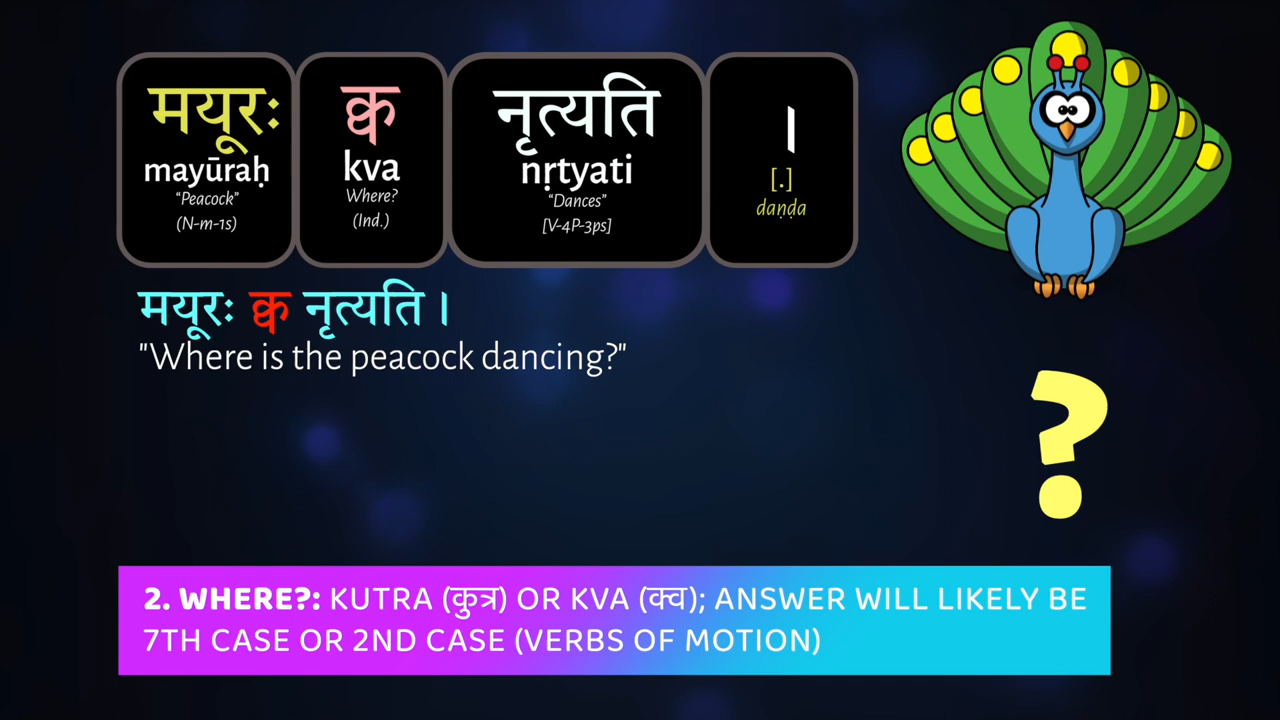 मयूरः क्व नृत्यति ।
mayūraḥ kva nṛtyati [.]
"Peacock" Where? "Dances" daṇḍa
(N-m-1s) (Ind.) [V-4P-3ps]
मयूरः क्व नृत्यति ।
"Where is the peacock dancing?"
?
2. WHERE?: KUTRA (कुत्र) OR KVA (क्व); ANSWER WILL LIKELY BE
7TH CASE OR 2ND CASE (VERBS OF MOTION)